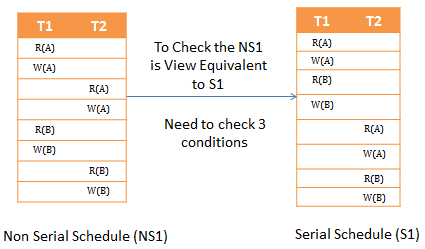 T1 T2
R(A)
W(A)
R(A)
W(A)
R(B)
W(B)
R(B)
W(B)
To Check the NS1
is View Equivalent
to S1
Need to check 3
conditions
T1 T2
R(A)
W(A)
R(B)
W(B)
R(A)
W(A)
R(B)
W(B)
Non Serial Schedule (NS1)
Serial Schedule (S1)